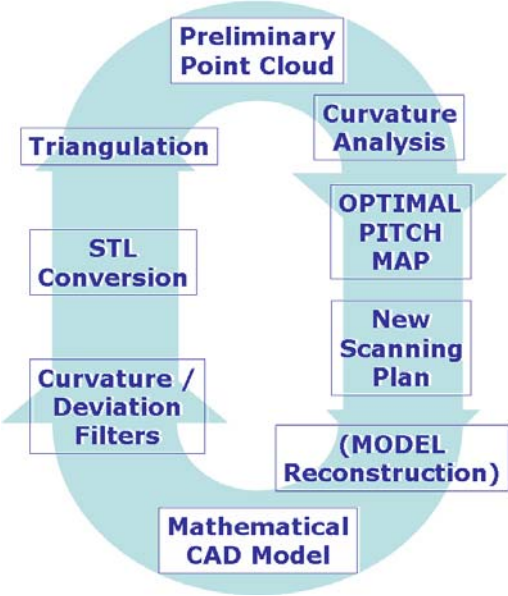 Preliminary
Point Cloud
Curvature
Analysis
OPTIMAL
PITCH
MAP
New
Scanning
Plan
(MODEL
Reconstruction)
Mathematical
CAD Model
Curvature /
Deviation
Filters
STL
Conversion
Triangulation